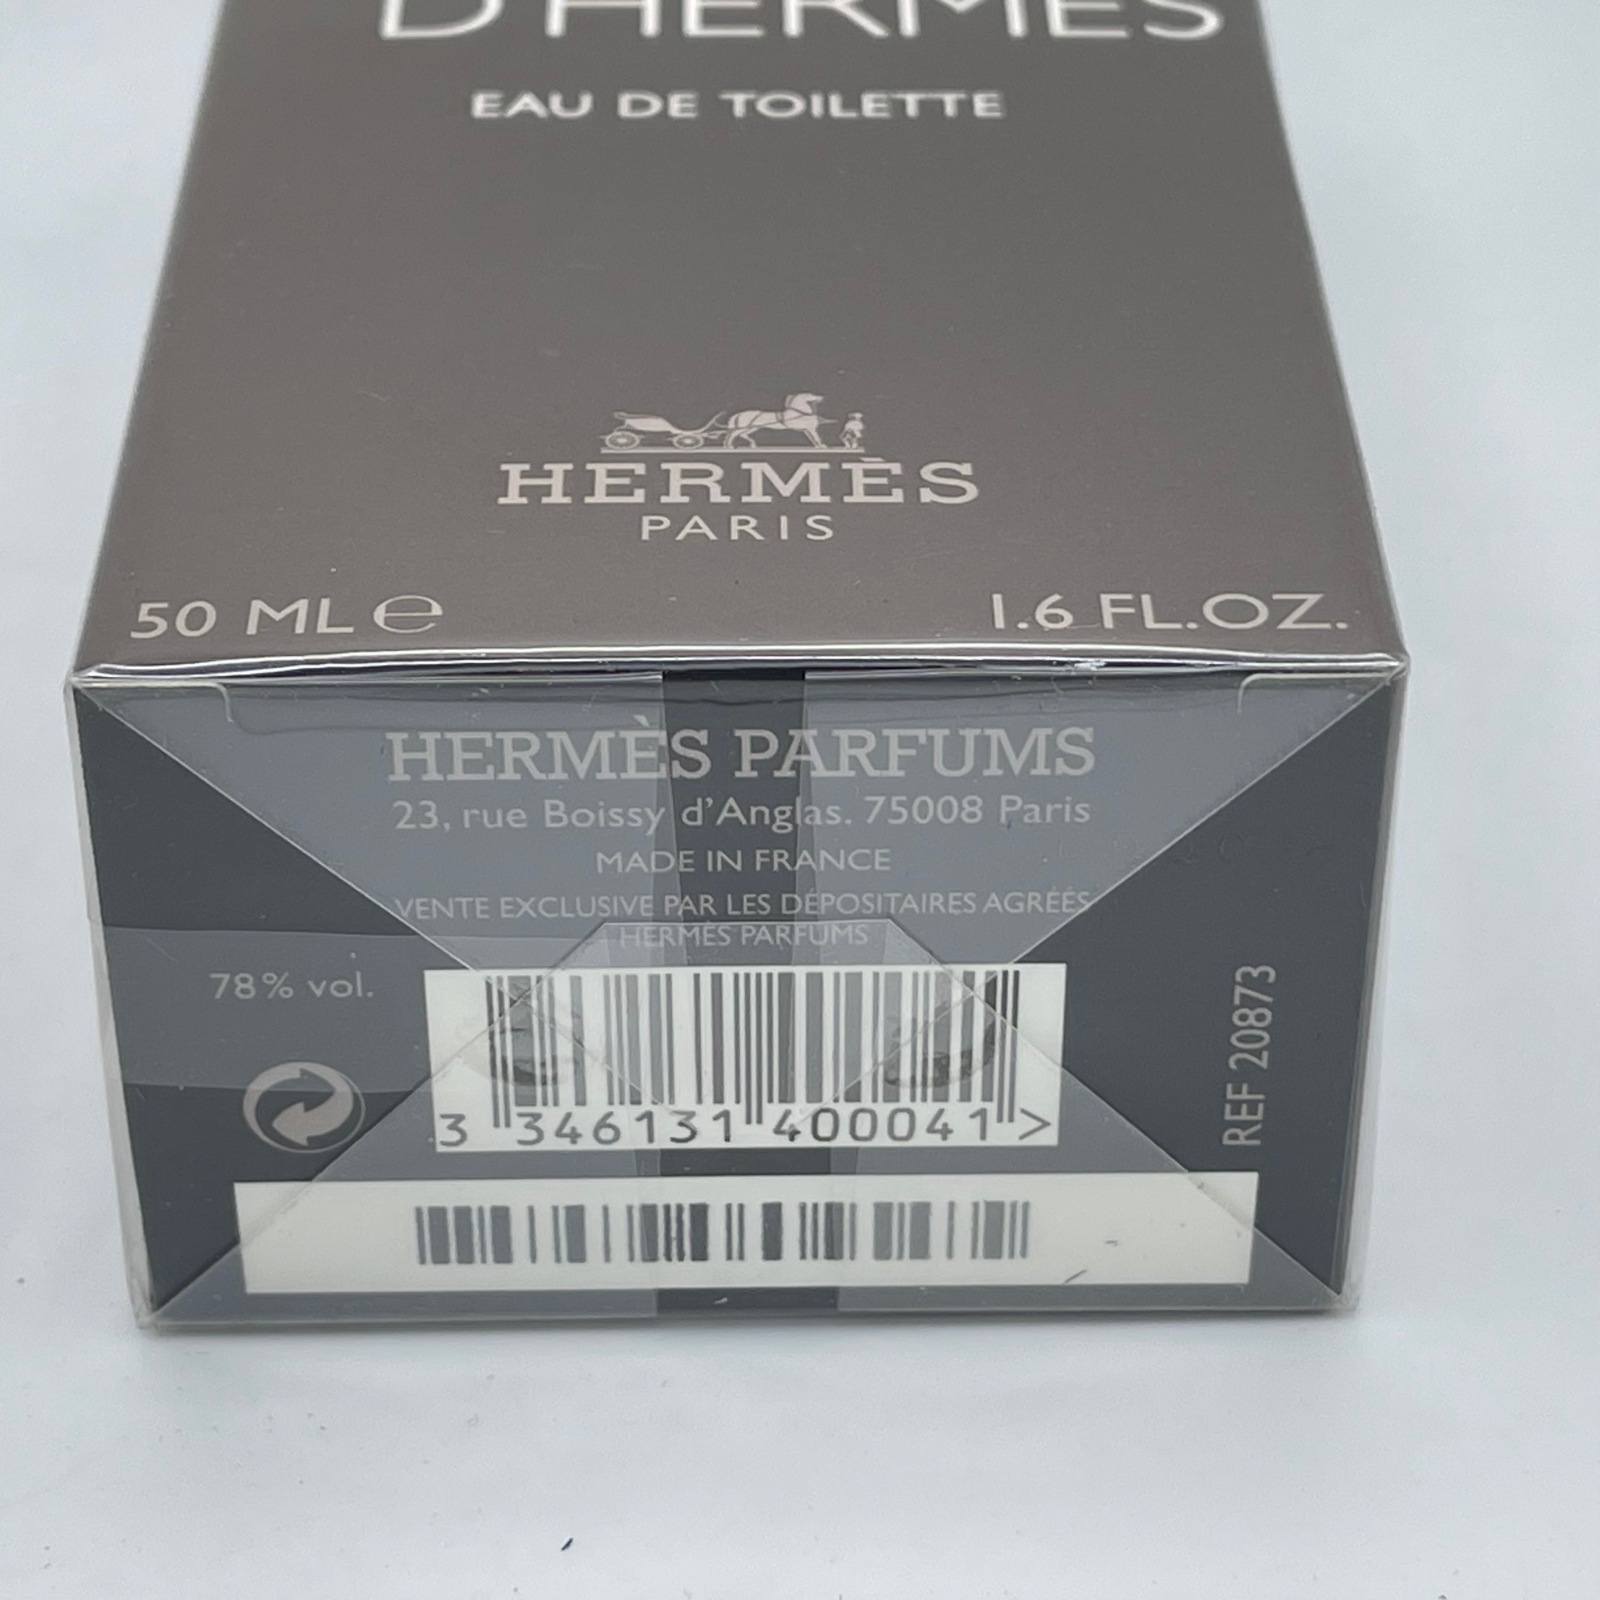 D'HERMÈS
EAU DE TOILETTE
HERMÈS
PARIS
50 ML ℮
1.6 FL.OZ.
HERMÈS PARFUMS
23, rue Boissy d'Anglas. 75008 Paris
MADE IN FRANCE
VENTE EXCLUSIVE PAR LES DÉPOSITAIRES AGRÉÉS
HERMÈS PARFUMS
78% vol.
3 346131 400041 >
REF 20873